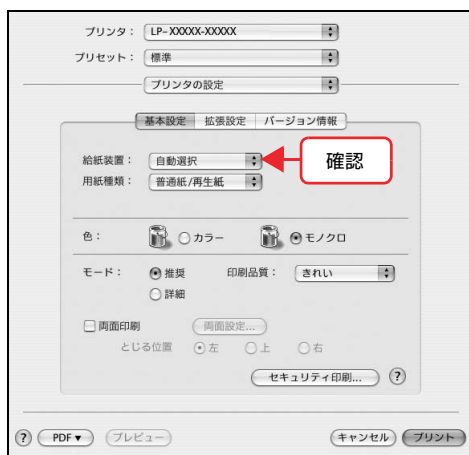 プリンタ： LP-XXXXX-XXXXX
プリセット： 標準
プリンタの設定
基本設定 拡張設定 バージョン情報
給紙装置： 自動選択 確認
用紙種類： 普通紙/再生紙
色： カラー モノクロ
モード： 推奨 印刷品質： きれい
詳細
両面印刷 両面設定...
とじる位置 左 上 右
セキュリティ印刷... ?
? PDF▼ プレビュー キャンセル プリント